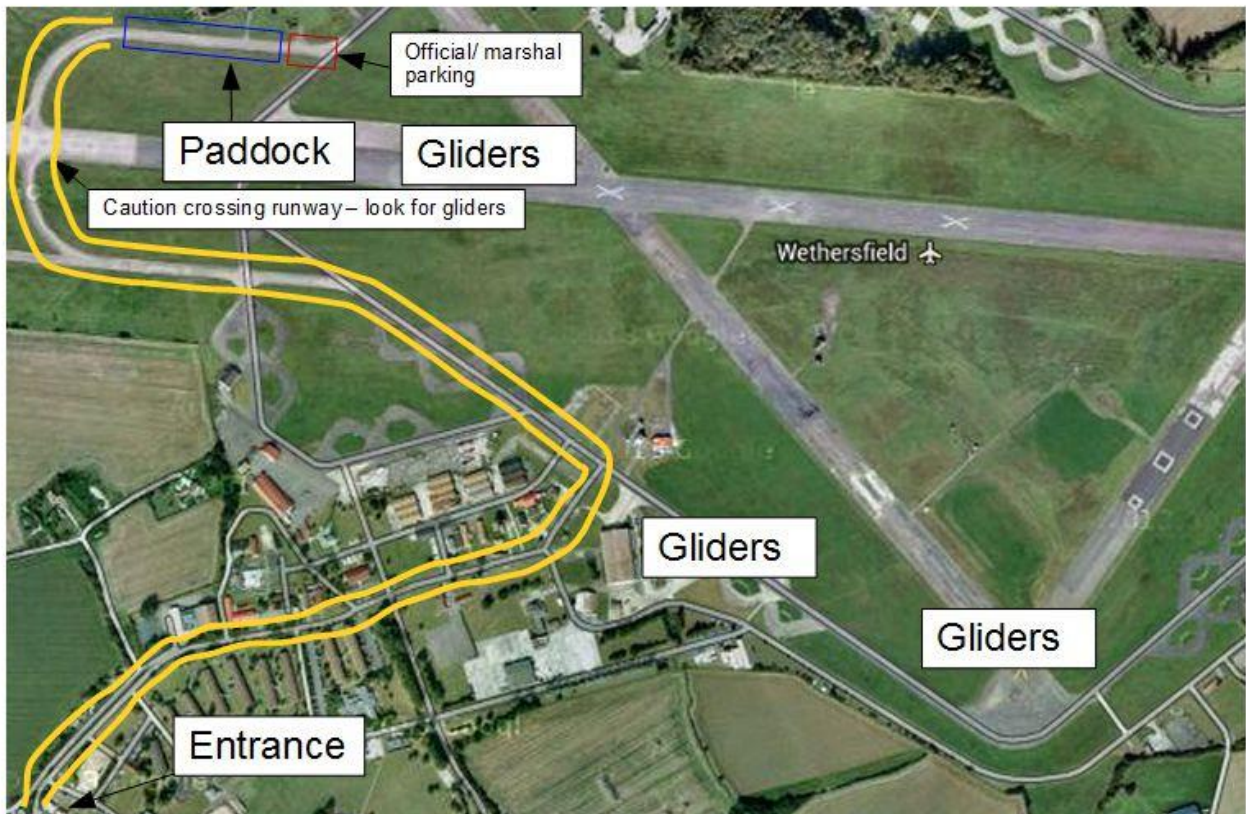 Official/ marshal
parking
Paddock
Gliders
Caution crossing runway – look for gliders
Wethersfield
Gliders
Gliders
Entrance